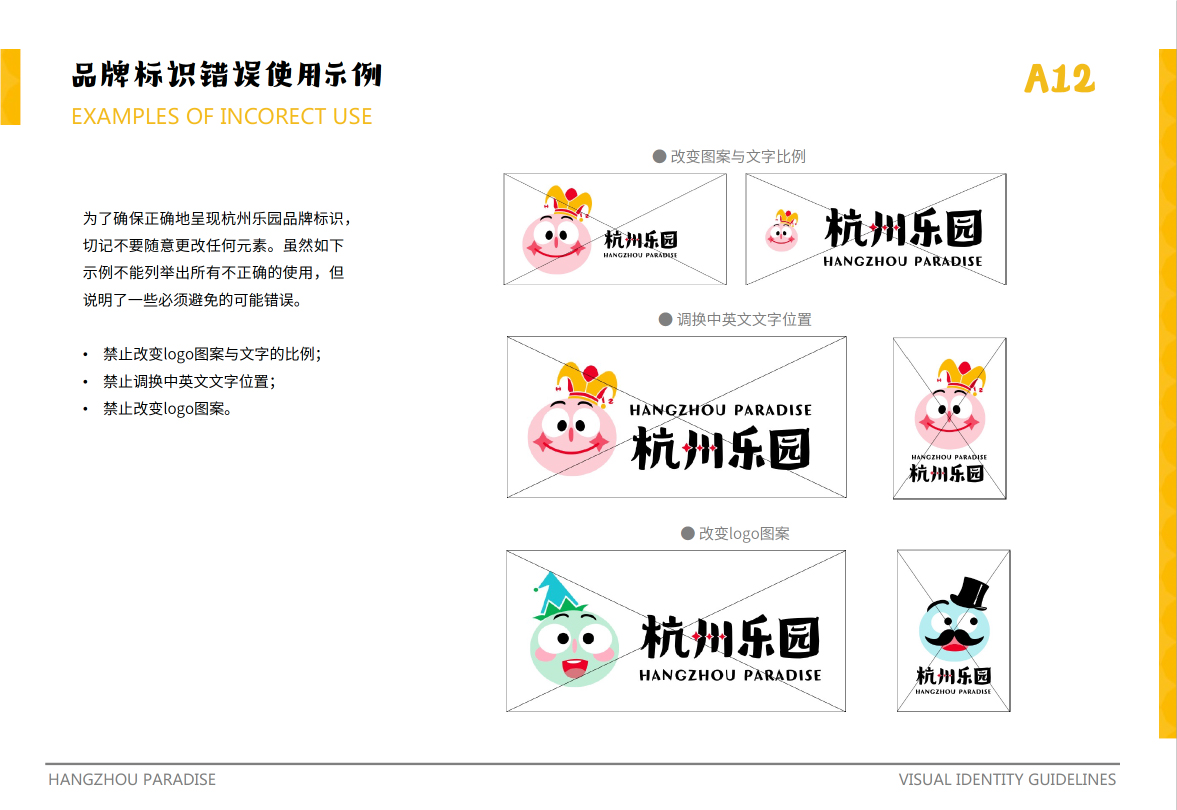 品牌标识错误使用示例
EXAMPLES OF INCORECT USE
A12
为了确保正确地呈现杭州乐园品牌标识，
切记不要随意更改任何元素。虽然如下
示例不能列举出所有不正确的使用，但
说明了一些必须避免的可能错误。
• 禁止改变logo图案与文字的比例；
• 禁止调换中英文文字位置；
• 禁止改变logo图案。
● 改变图案与文字比例
杭州乐园
HANGZHOU PARADISE
杭州乐园
HANGZHOU PARADISE
● 调换中英文文字位置
HANGZHOU PARADISE
杭州乐园
HANGZHOU PARADISE
杭州乐园
● 改变logo图案
杭州乐园
HANGZHOU PARADISE
杭州乐园
HANGZHOU PARADISE
HANGZHOU PARADISE
VISUAL IDENTITY GUIDELINES